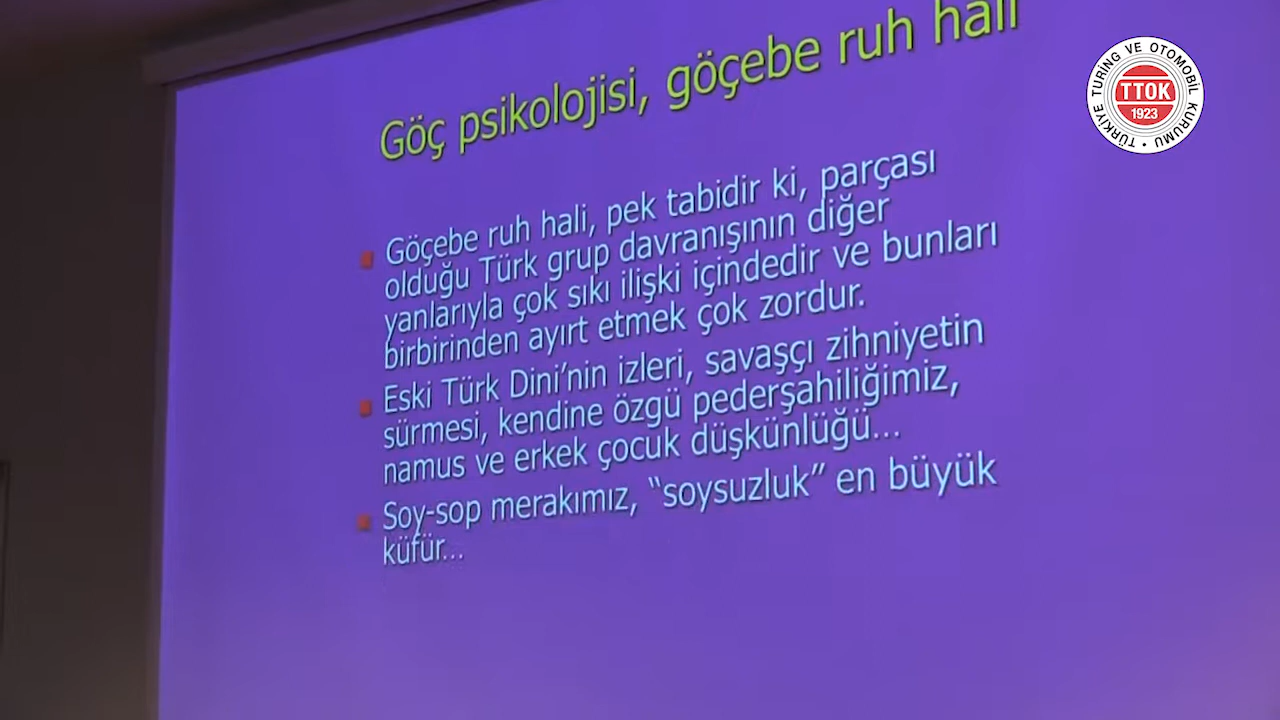 Göç psikolojisi, göçebe ruh hali
Göçebe ruh hali, pek tabidir ki, parçası
olduğu Türk grup davranışının diğer
yanlarıyla çok sıkı ilişki içindedir ve bunları
birbirinden ayırt etmek çok zordur.
Eski Türk Dini’nin izleri, savaşçı zihniyetin
sürmesi, kendine özgü pederşahiliğimiz,
namus ve erkek çocuk düşkünlüğü...
Soy-sop merakımız, “soysuzluk” en büyük
küfür...
TÜRKİYE TURİNG VE OTOMOBİL KURUMU
TTOK
1923